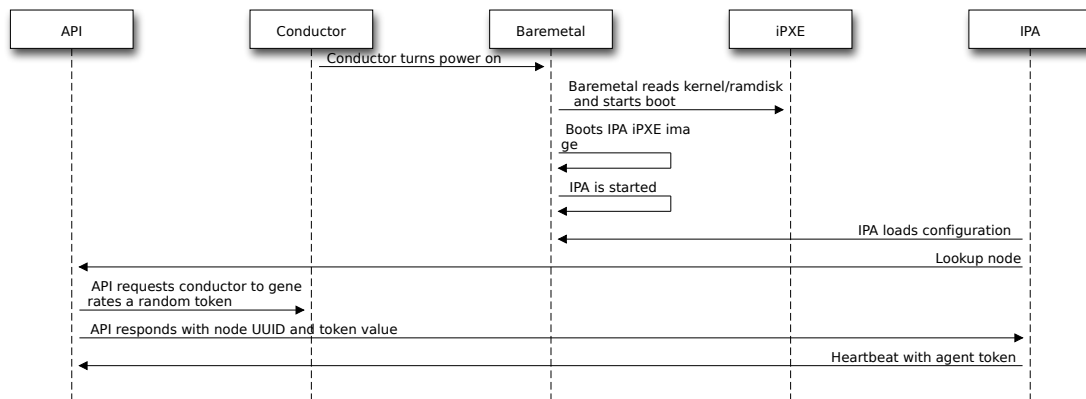 API
Conductor
Baremetal
iPXE
IPA
Conductor turns power on
Baremetal reads kernel/ramdisk
and starts boot
Boots IPA iPXE ima
ge
IPA is started
IPA loads configuration
Lookup node
API requests conductor to gene
rates a random token
API responds with node UUID and token value
Heartbeat with agent token